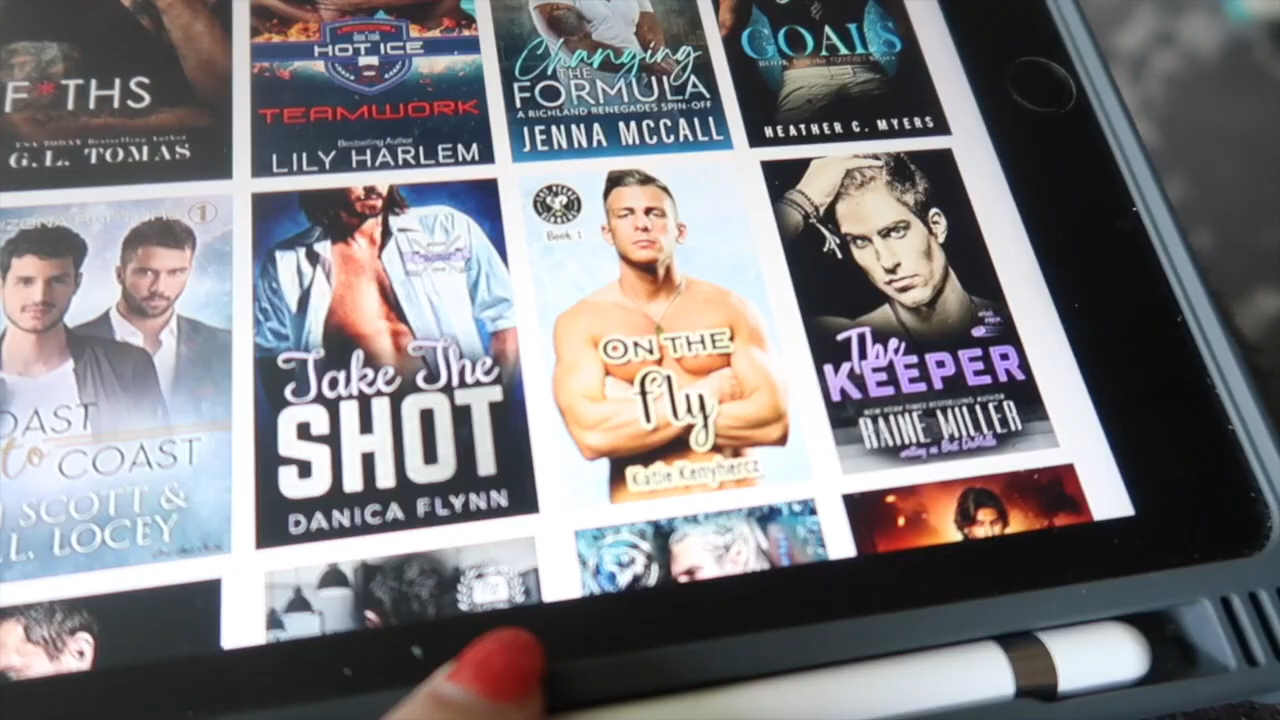 F*THS
USA TODAY Bestselling Author
G.L. TOMAS
HOT ICE
TEAMWORK
Bestselling Author
LILY HARLEM
Changing
THE
FORMULA
A RICHLAND RENEGADES SPIN-OFF
JENNA MCCALL
GOALS
HEATHER C. MYERS
1
OAST
to COAST
SCOTT &
L. LOCEY
Take The
SHOT
DANICA FLYNN
Book 1
ON THE
fly
Katie Kenyhercz
The
KEEPER
NEW YORK TIMES BESTSELLING AUTHOR
RAINE MILLER